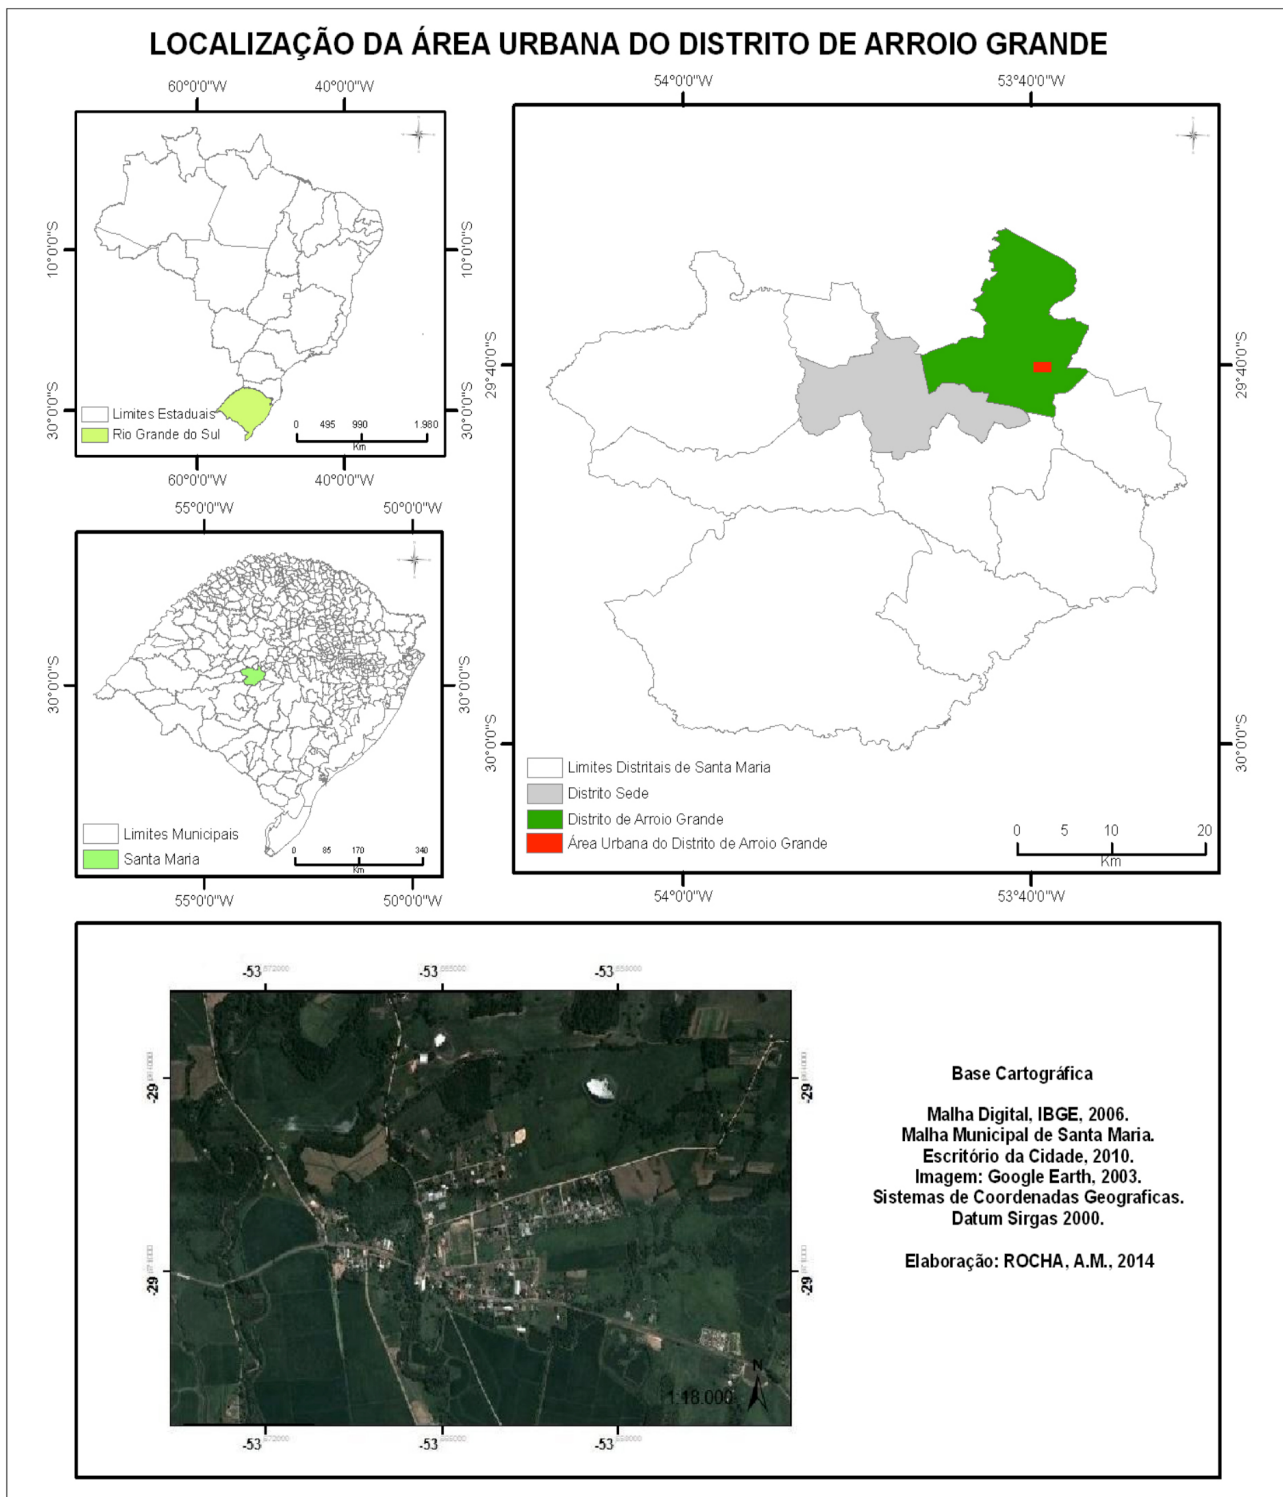 LOCALIZAÇÃO DA ÁREA URBANA DO DISTRITO DE ARROIO GRANDE
60°0'0"W 40°0'0"W
10°0'0"S 10°0'0"S
30°0'0"S 30°0'0"S
Limites Estaduais
Rio Grande do Sul
0 495 990 1.980
Km
60°0'0"W 40°0'0"W
55°0'0"W 50°0'0"W
30°0'0"S 30°0'0"S
Limites Municipais
Santa Maria
0 85 170 340
Km
55°0'0"W 50°0'0"W
54°0'0"W 53°40'0"W
29°40'0"S 29°40'0"S
30°0'0"S 30°0'0"S
Limites Distritais de Santa Maria
Distrito Sede
Distrito de Arroio Grande
Área Urbana do Distrito de Arroio Grande
0 5 10 20
Km
54°0'0"W 53°40'0"W
-53 -53 -53
-29 -29
-29 -29
N
1:18.000
-53 -53 -53
Base Cartográfica
Malha Digital, IBGE, 2006.
Malha Municipal de Santa Maria.
Escritório da Cidade, 2010.
Imagem: Google Earth, 2003.
Sistemas de Coordenadas Geograficas.
Datum Sirgas 2000.
Elaboração: ROCHA, A.M., 2014